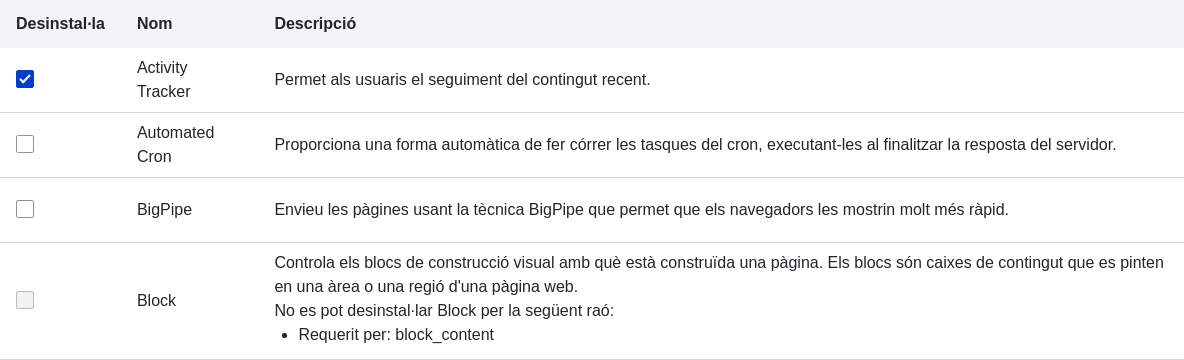 Desinstal·la Nom Descripció
Activity
Tracker
Permet als usuaris el seguiment del contingut recent.
Automated
Cron
Proporciona una forma automàtica de fer córrer les tasques del cron, executant-les al finalitzar la resposta del servidor.
BigPipe
Envieu les pàgines usant la tècnica BigPipe que permet que els navegadors les mostrin molt més ràpid.
Block
Controla els blocs de construcció visual amb què està construïda una pàgina. Els blocs són caixes de contingut que es pinten
en una àrea o una regió d'una pàgina web.
No es pot desinstal·lar Block per la següent raó:
• Requerit per: block_content